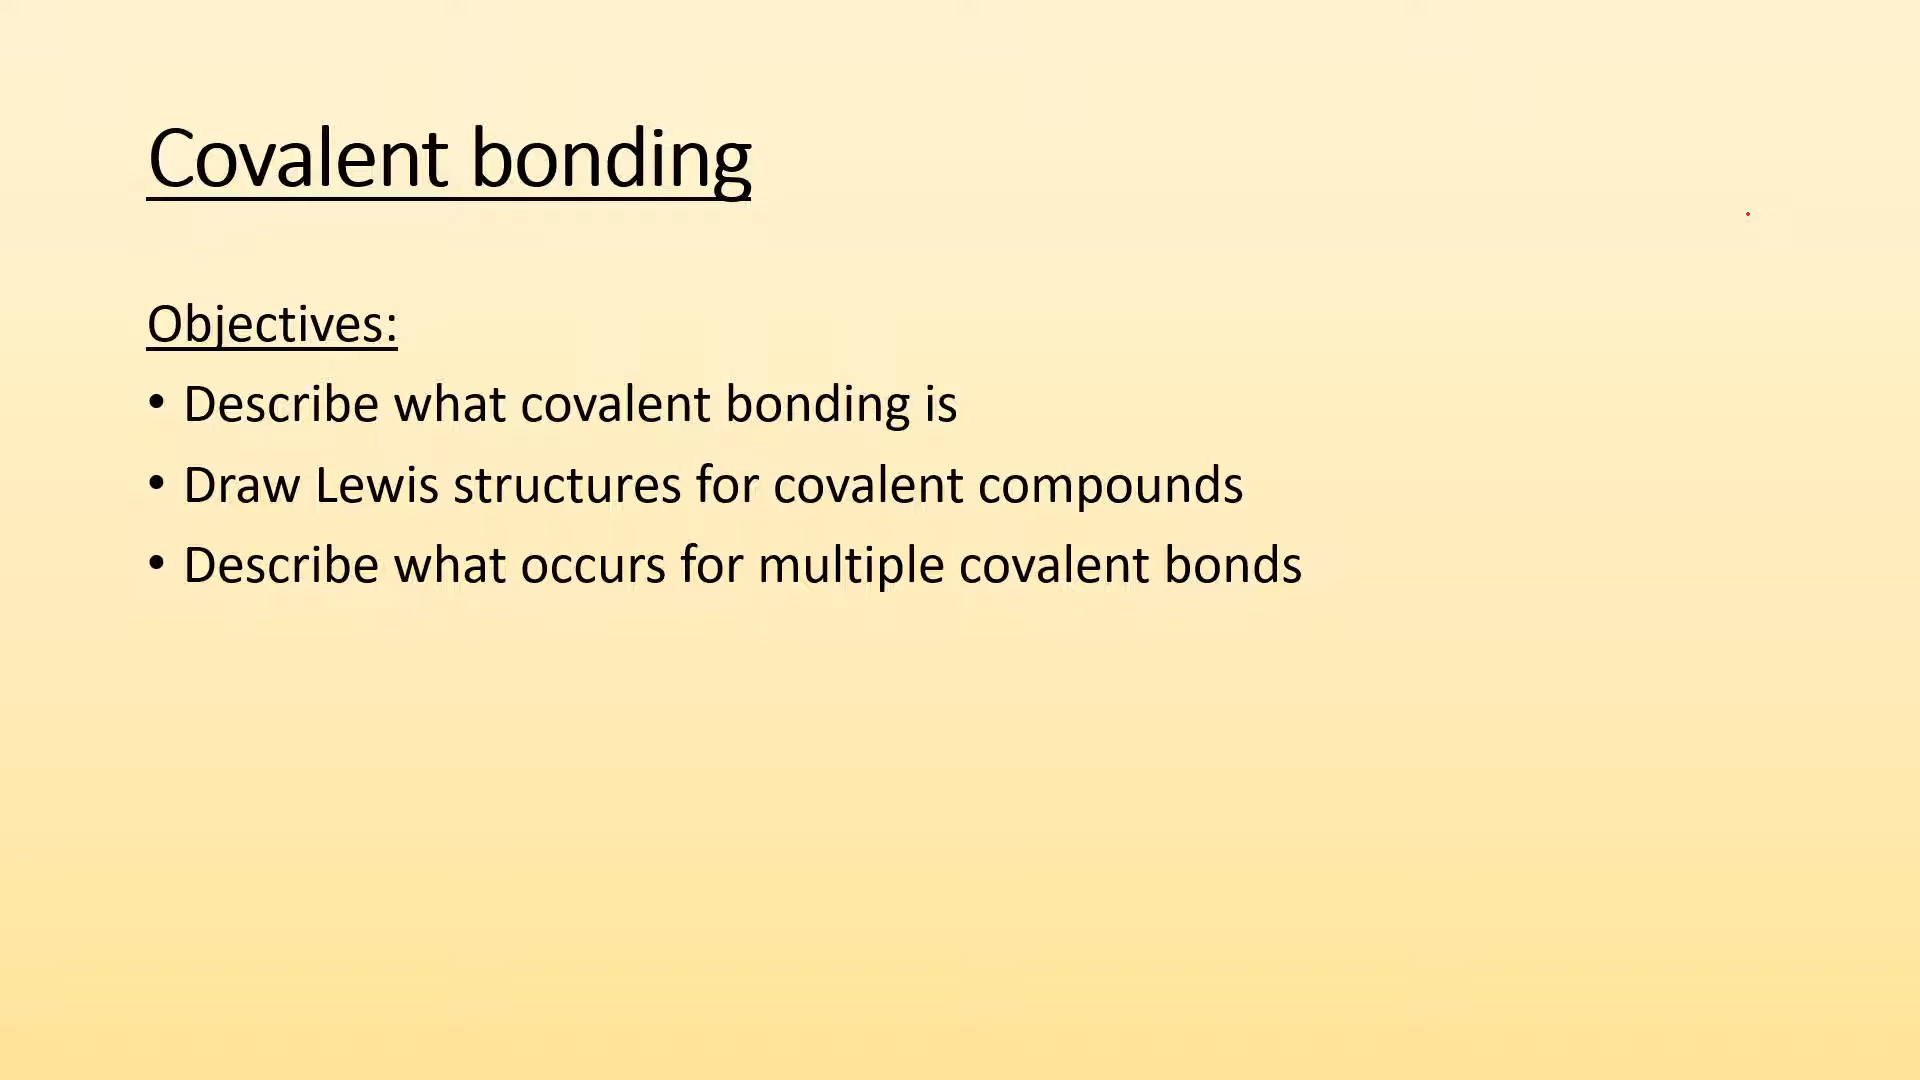 Covalent bonding
Objectives:
• Describe what covalent bonding is
• Draw Lewis structures for covalent compounds
• Describe what occurs for multiple covalent bonds